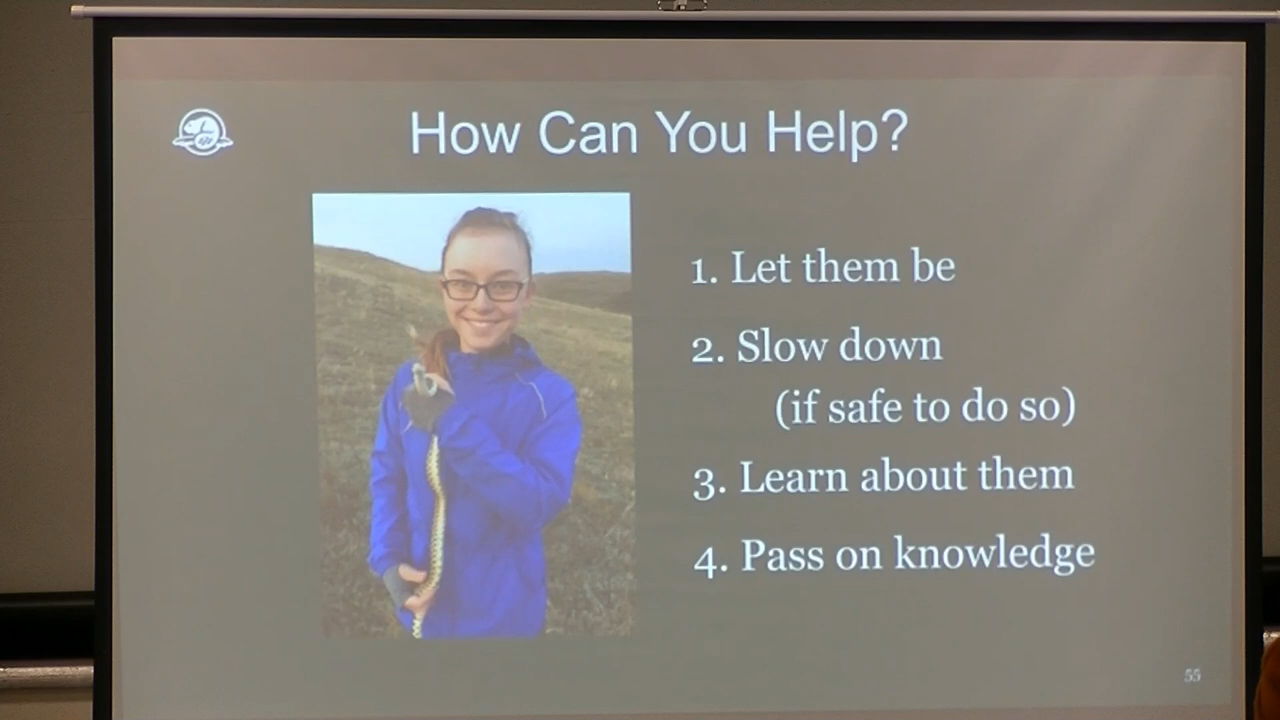 How Can You Help?
1. Let them be
2. Slow down
(if safe to do so)
3. Learn about them
4. Pass on knowledge
55